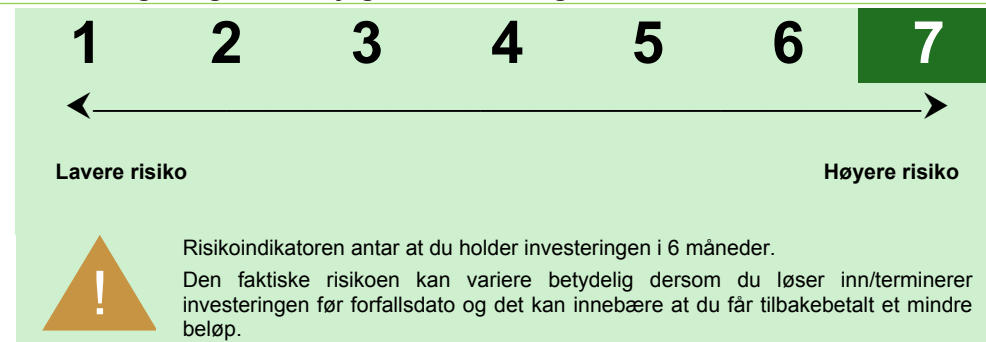 1 2 3 4 5 6 7
Lavere risiko Høyere risiko
!
Risikoindikatoren antar at du holder investeringen i 6 måneder.
Den faktiske risikoen kan variere betydelig dersom du løser inn/terminerer
investeringen før forfallsdato og det kan innebære at du får tilbakebetalt et mindre
beløp.